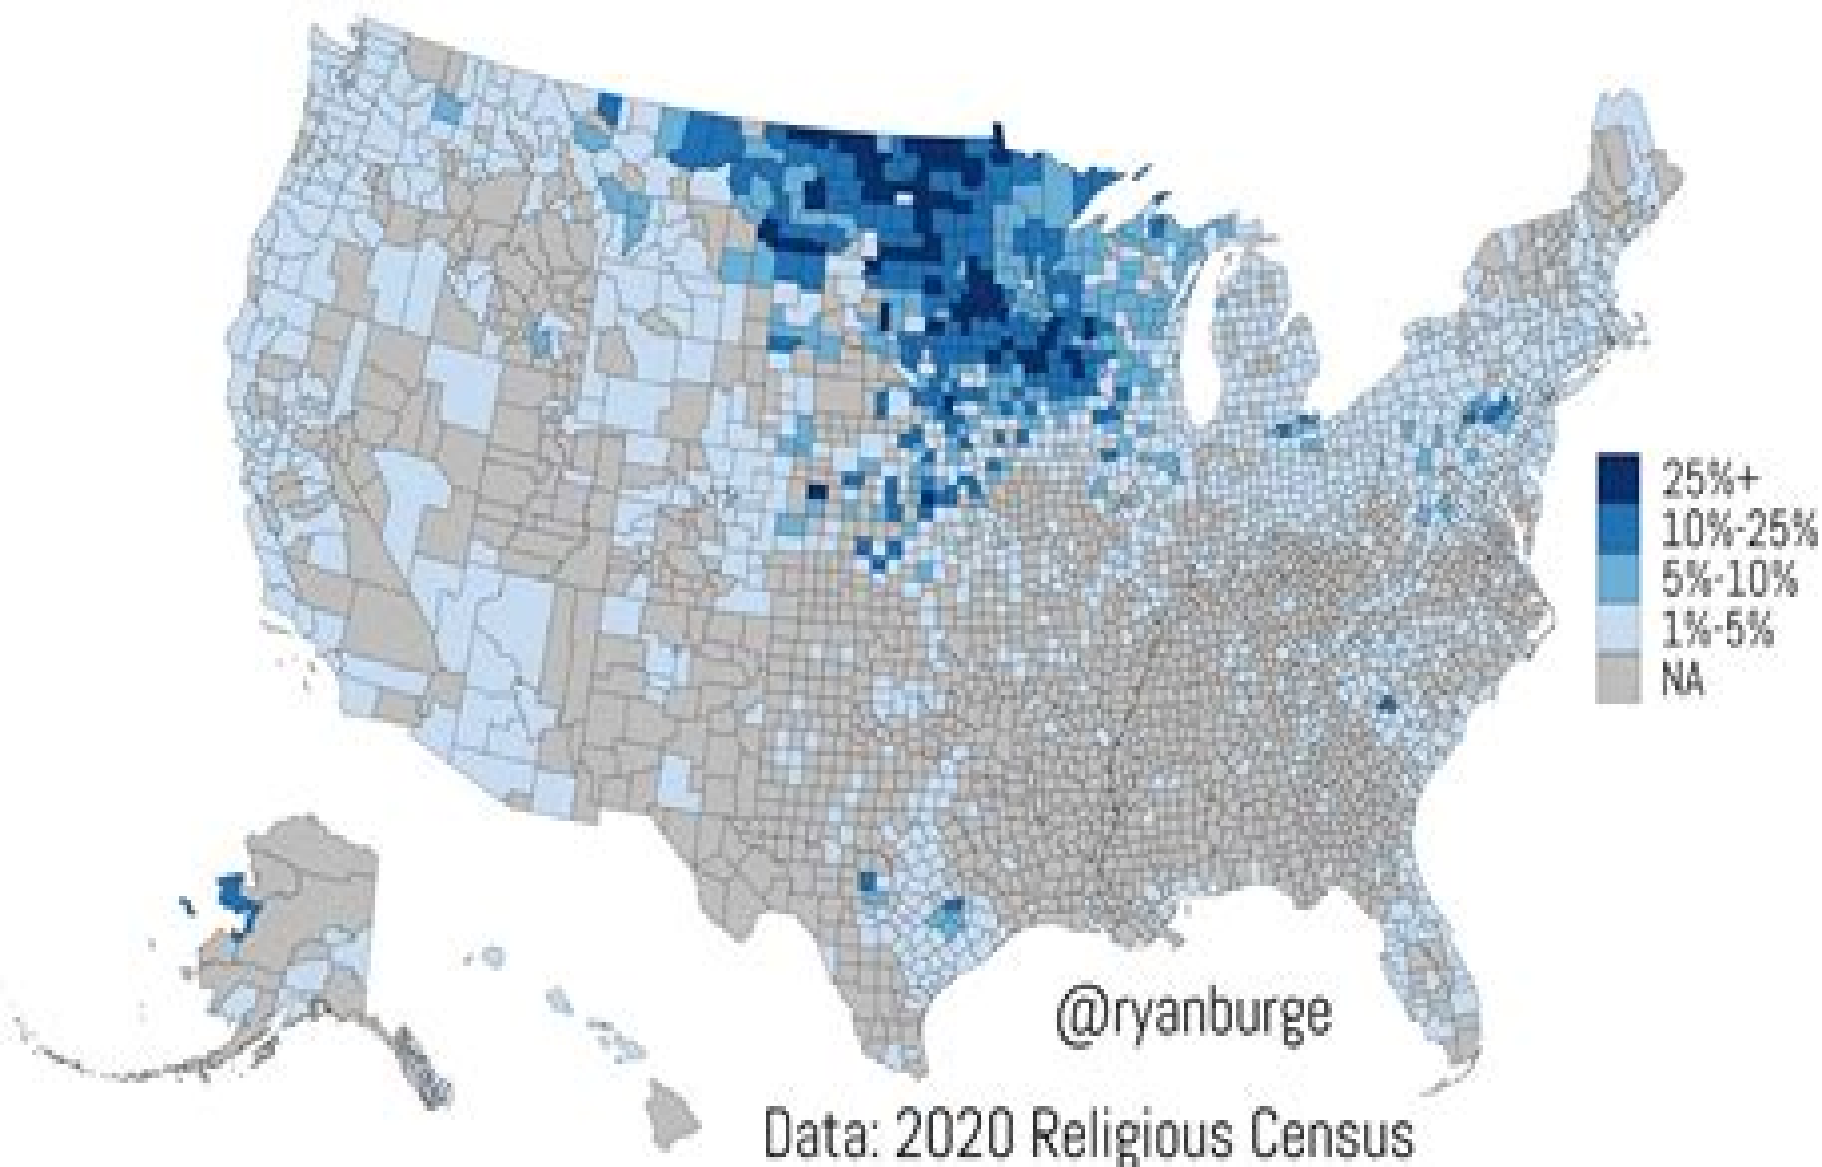 25%+
10%-25%
5%-10%
1%-5%
NA
@ryanburge
Data: 2020 Religious Census